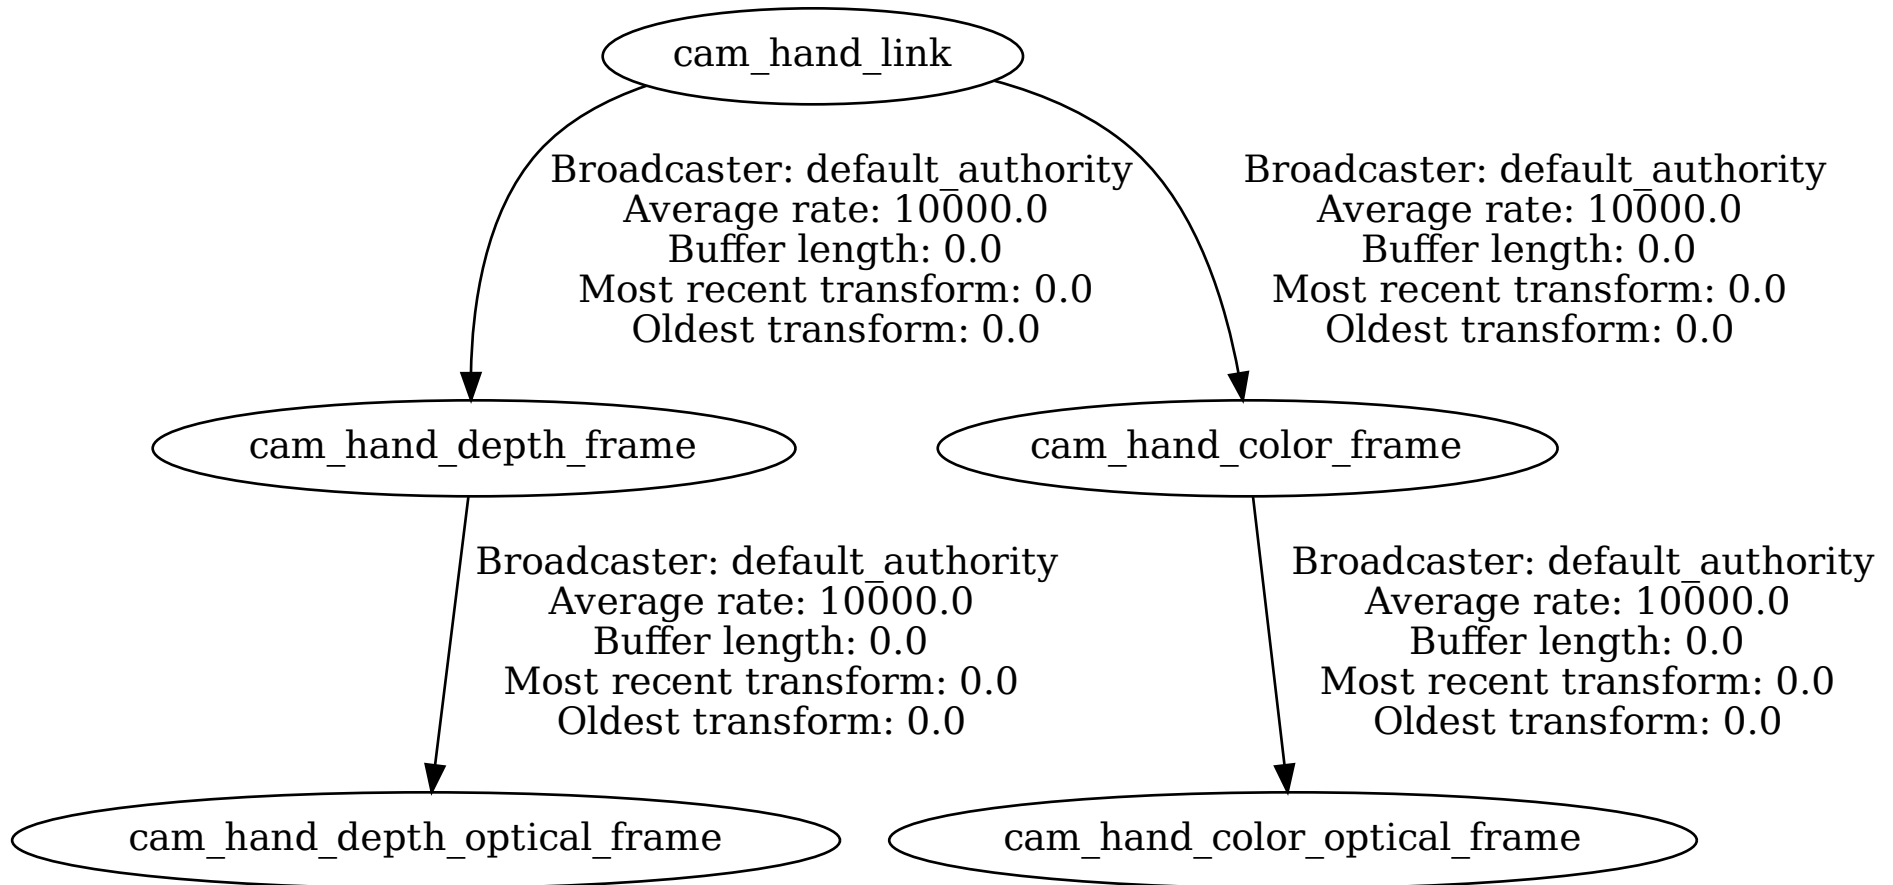 cam_hand_link
Broadcaster: default_authority
Average rate: 10000.0
Buffer length: 0.0
Most recent transform: 0.0
Oldest transform: 0.0
Broadcaster: default_authority
Average rate: 10000.0
Buffer length: 0.0
Most recent transform: 0.0
Oldest transform: 0.0
cam_hand_depth_frame
cam_hand_color_frame
Broadcaster: default_authority
Average rate: 10000.0
Buffer length: 0.0
Most recent transform: 0.0
Oldest transform: 0.0
Broadcaster: default_authority
Average rate: 10000.0
Buffer length: 0.0
Most recent transform: 0.0
Oldest transform: 0.0
cam_hand_depth_optical_frame
cam_hand_color_optical_frame